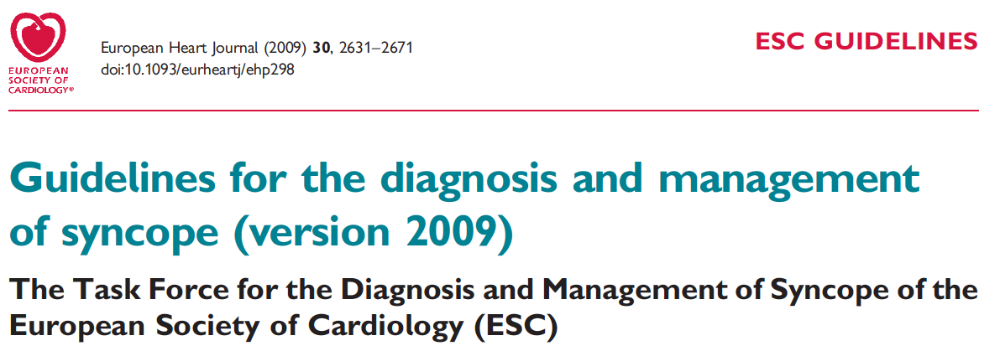 EUROPEAN
SOCIETY OF
CARDIOLOGY®
European Heart Journal (2009) 30, 2631–2671
doi:10.1093/eurheartj/ehp298
ESC GUIDELINES
Guidelines for the diagnosis and management
of syncope (version 2009)
The Task Force for the Diagnosis and Management of Syncope of the
European Society of Cardiology (ESC)